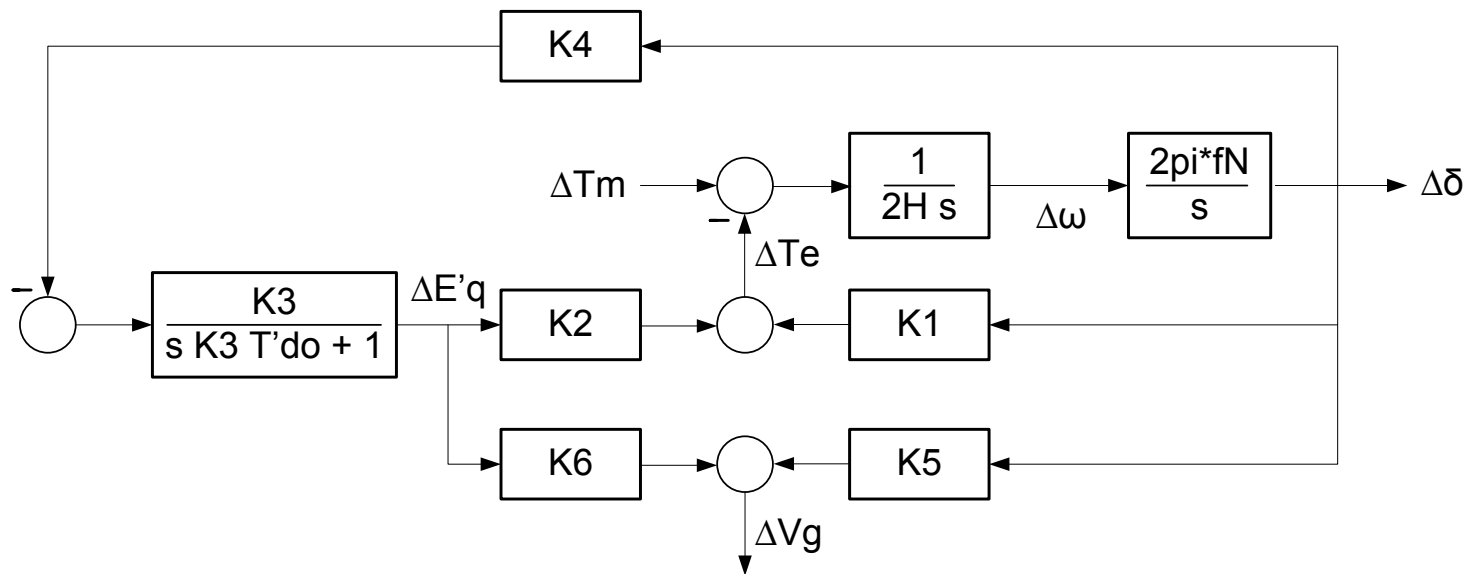 K4
ΔTm
−
1
2H s
Δω
2pi*fN
s
Δδ
ΔTe
−
K3
s K3 T’do + 1
ΔE’q
K2
K1
K6
K5
ΔVg